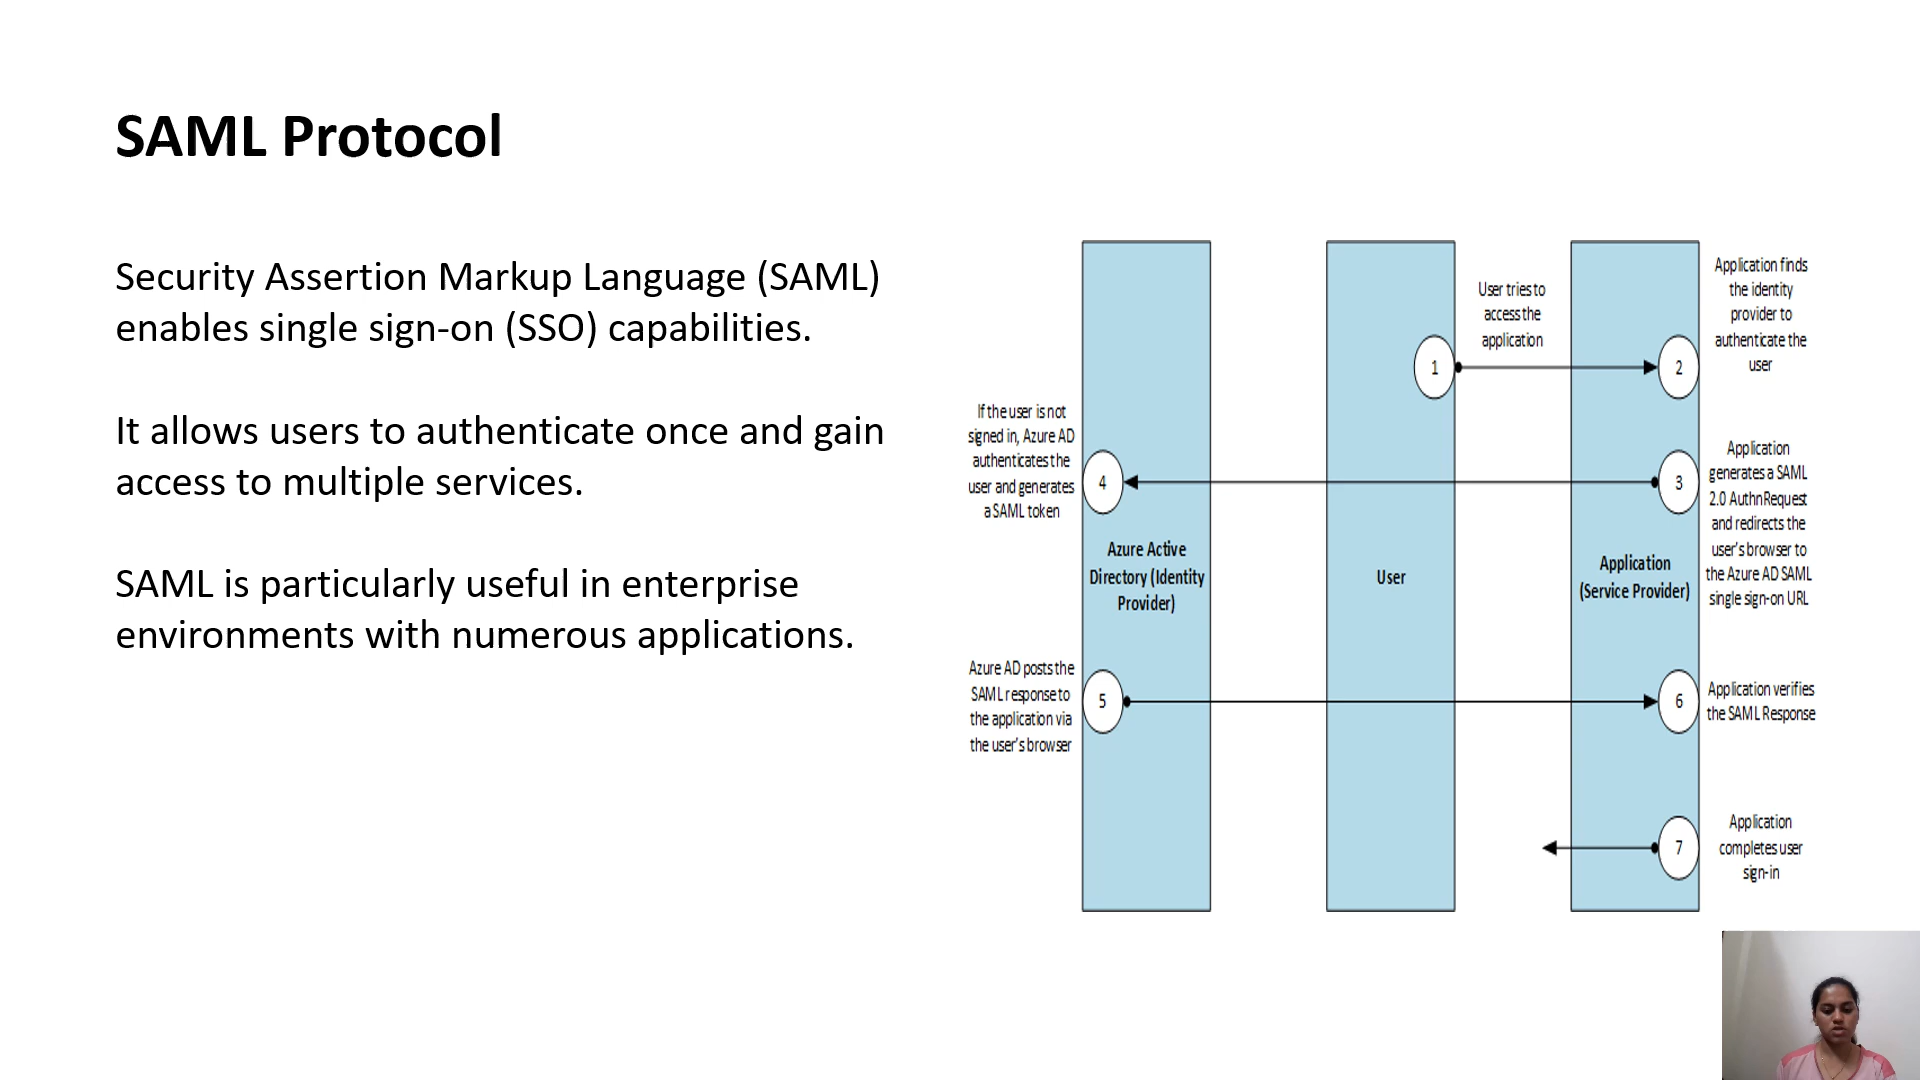 SAML Protocol
Security Assertion Markup Language (SAML)
enables single sign-on (SSO) capabilities.
It allows users to authenticate once and gain
access to multiple services.
SAML is particularly useful in enterprise
environments with numerous applications.
User tries to
access the
application
1
2
Application finds
the identity
provider to
authenticate the
user
If the user is not
signed in, Azure AD
authenticates the
user and generates
a SAML token
4
3
Application
generates a SAML
2.0 AuthnRequest
and redirects the
user's browser to
the Azure AD SAML
single sign-on URL
Azure Active
Directory (Identity
Provider)
User
Application
(Service Provider)
Azure AD posts the
SAML response to
the application via
the user's browser
5
6
Application verifies
the SAML Response
7
Application
completes user
sign-in